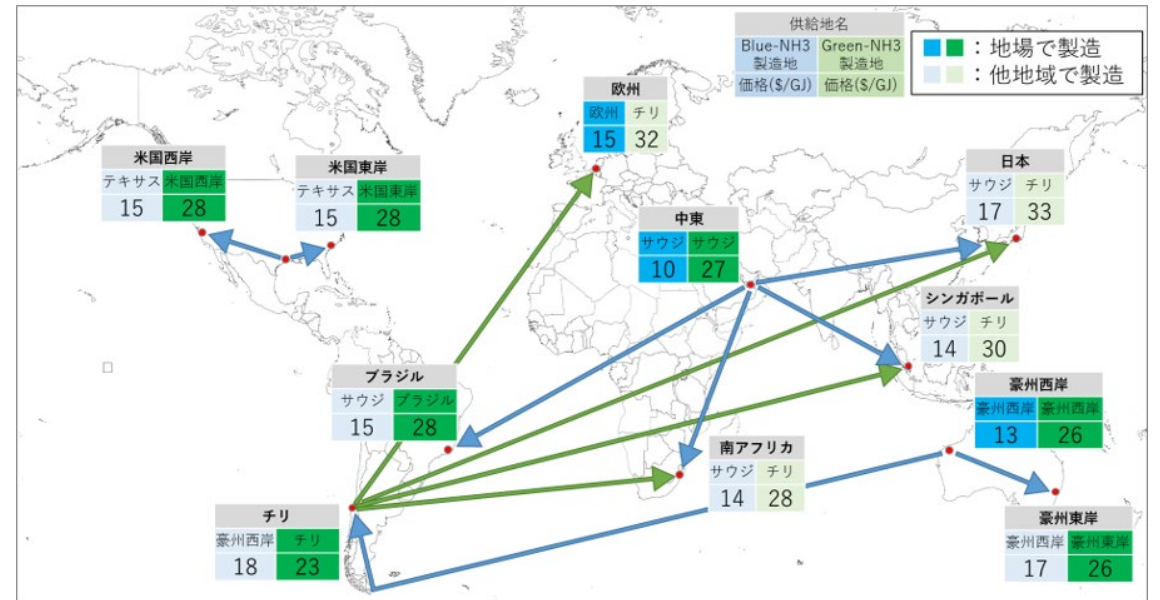 供給地名
Blue-NH3 Green-NH3
製造地 製造地
価格($/GJ) 価格($/GJ)
：地場で製造
：他地域で製造
欧州
欧州 チリ
15 32
米国西岸
テキサス 米国西岸
15 28
米国東岸
テキサス 米国東岸
15 28
日本
サウジ チリ
17 33
中東
サウジ サウジ
10 27
シンガポール
サウジ チリ
14 30
ブラジル
サウジ ブラジル
15 28
豪州西岸
豪州西岸 豪州西岸
13 26
南アフリカ
サウジ チリ
14 28
チリ
豪州西岸 チリ
18 23
豪州東岸
豪州西岸 豪州東岸
17 26